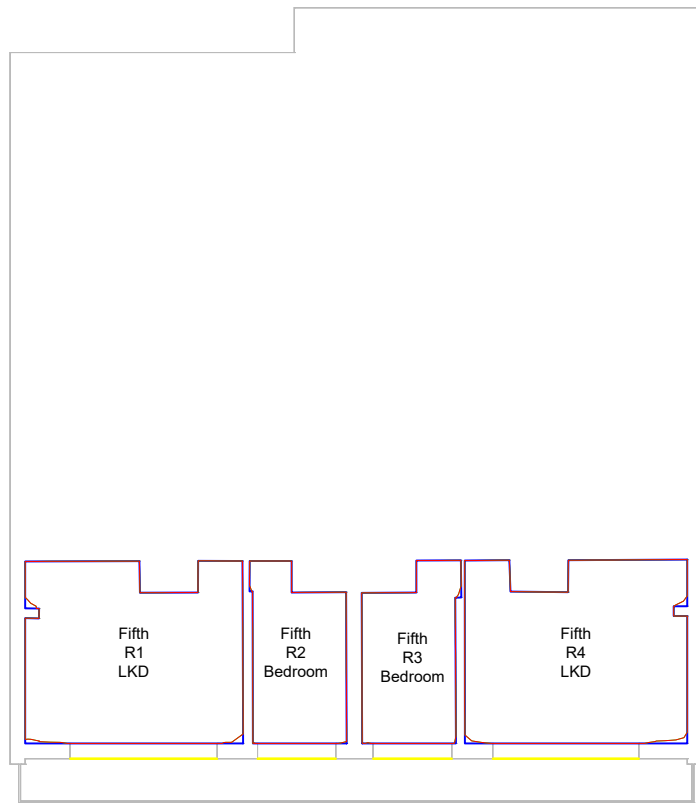 Fifth
R1
LKD
Fifth
R2
Bedroom
Fifth
R3
Bedroom
Fifth
R4
LKD